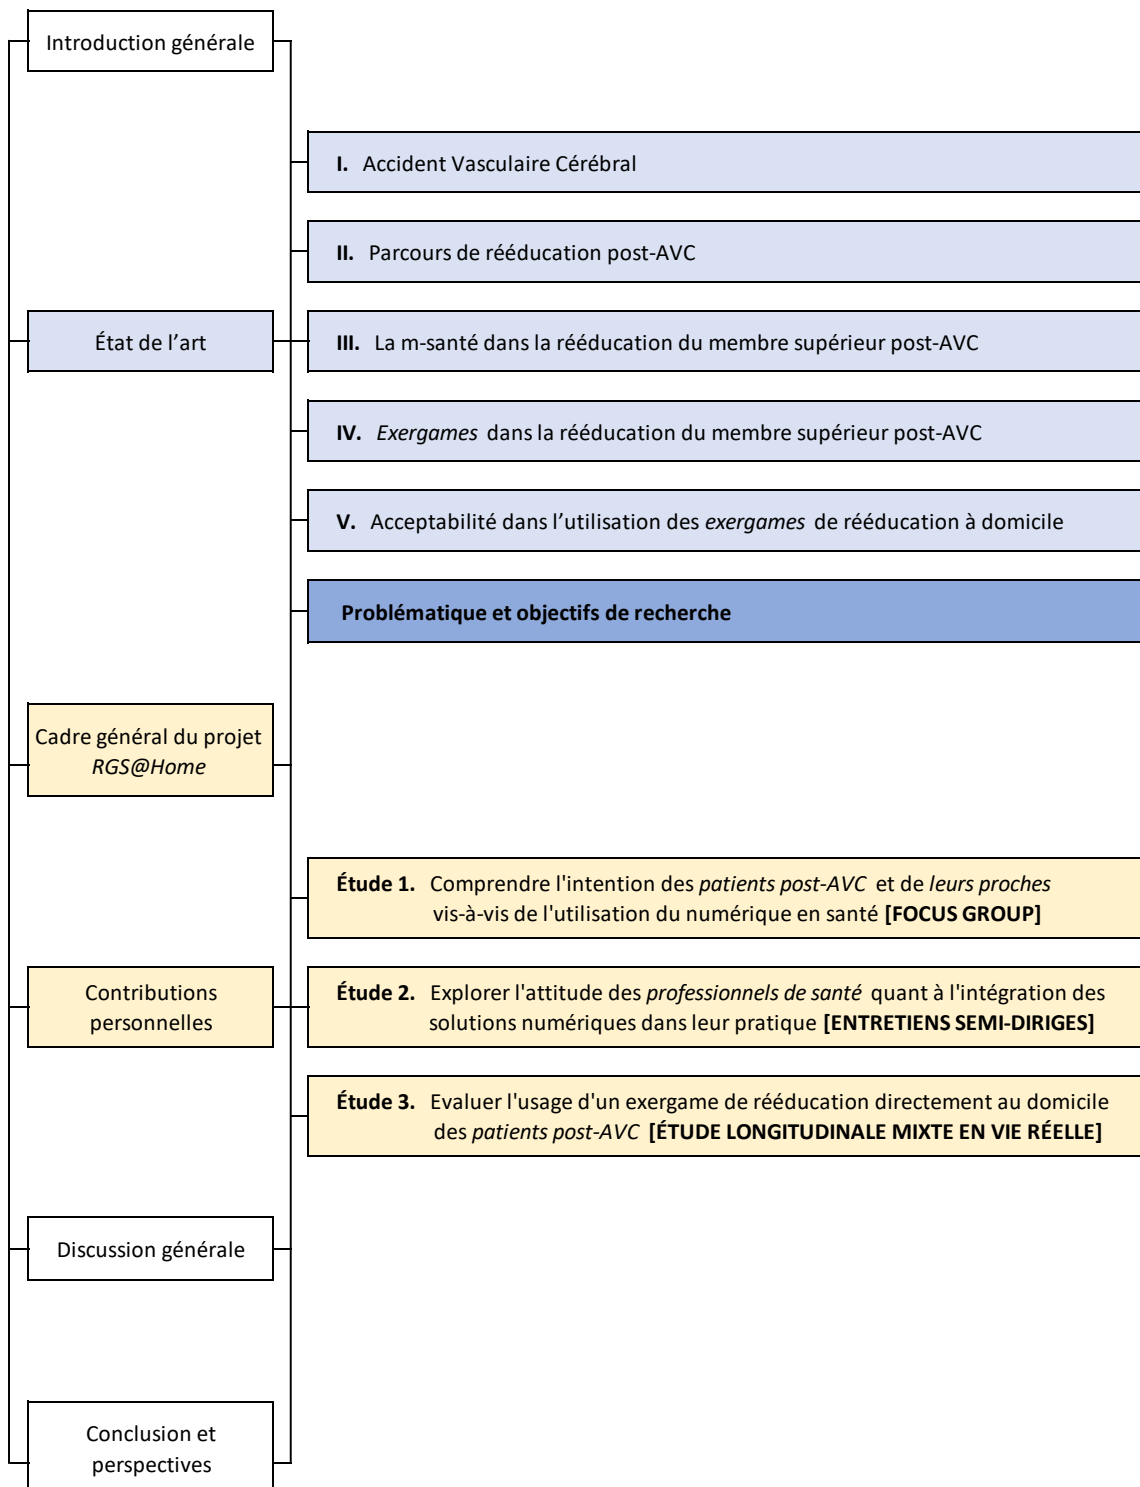 Introduction générale
I. Accident Vasculaire Cérébral
II. Parcours de rééducation post-AVC
État de l’art
III. La m-santé dans la rééducation du membre supérieur post-AVC
IV. Exergames dans la rééducation du membre supérieur post-AVC
V. Acceptabilité dans l’utilisation des exergames de rééducation à domicile
Problématique et objectifs de recherche
Cadre général du projet
RGS@Home
Étude 1. Comprendre l'intention des patients post-AVC et de leurs proches
vis-à-vis de l'utilisation du numérique en santé [FOCUS GROUP]
Contributions
personnelles
Étude 2. Explorer l'attitude des professionnels de santé quant à l'intégration des
solutions numériques dans leur pratique [ENTRETIENS SEMI-DIRIGES]
Étude 3. Evaluer l'usage d'un exergame de rééducation directement au domicile
des patients post-AVC [ÉTUDE LONGITUDINALE MIXTE EN VIE RÉELLE]
Discussion générale
Conclusion et
perspectives